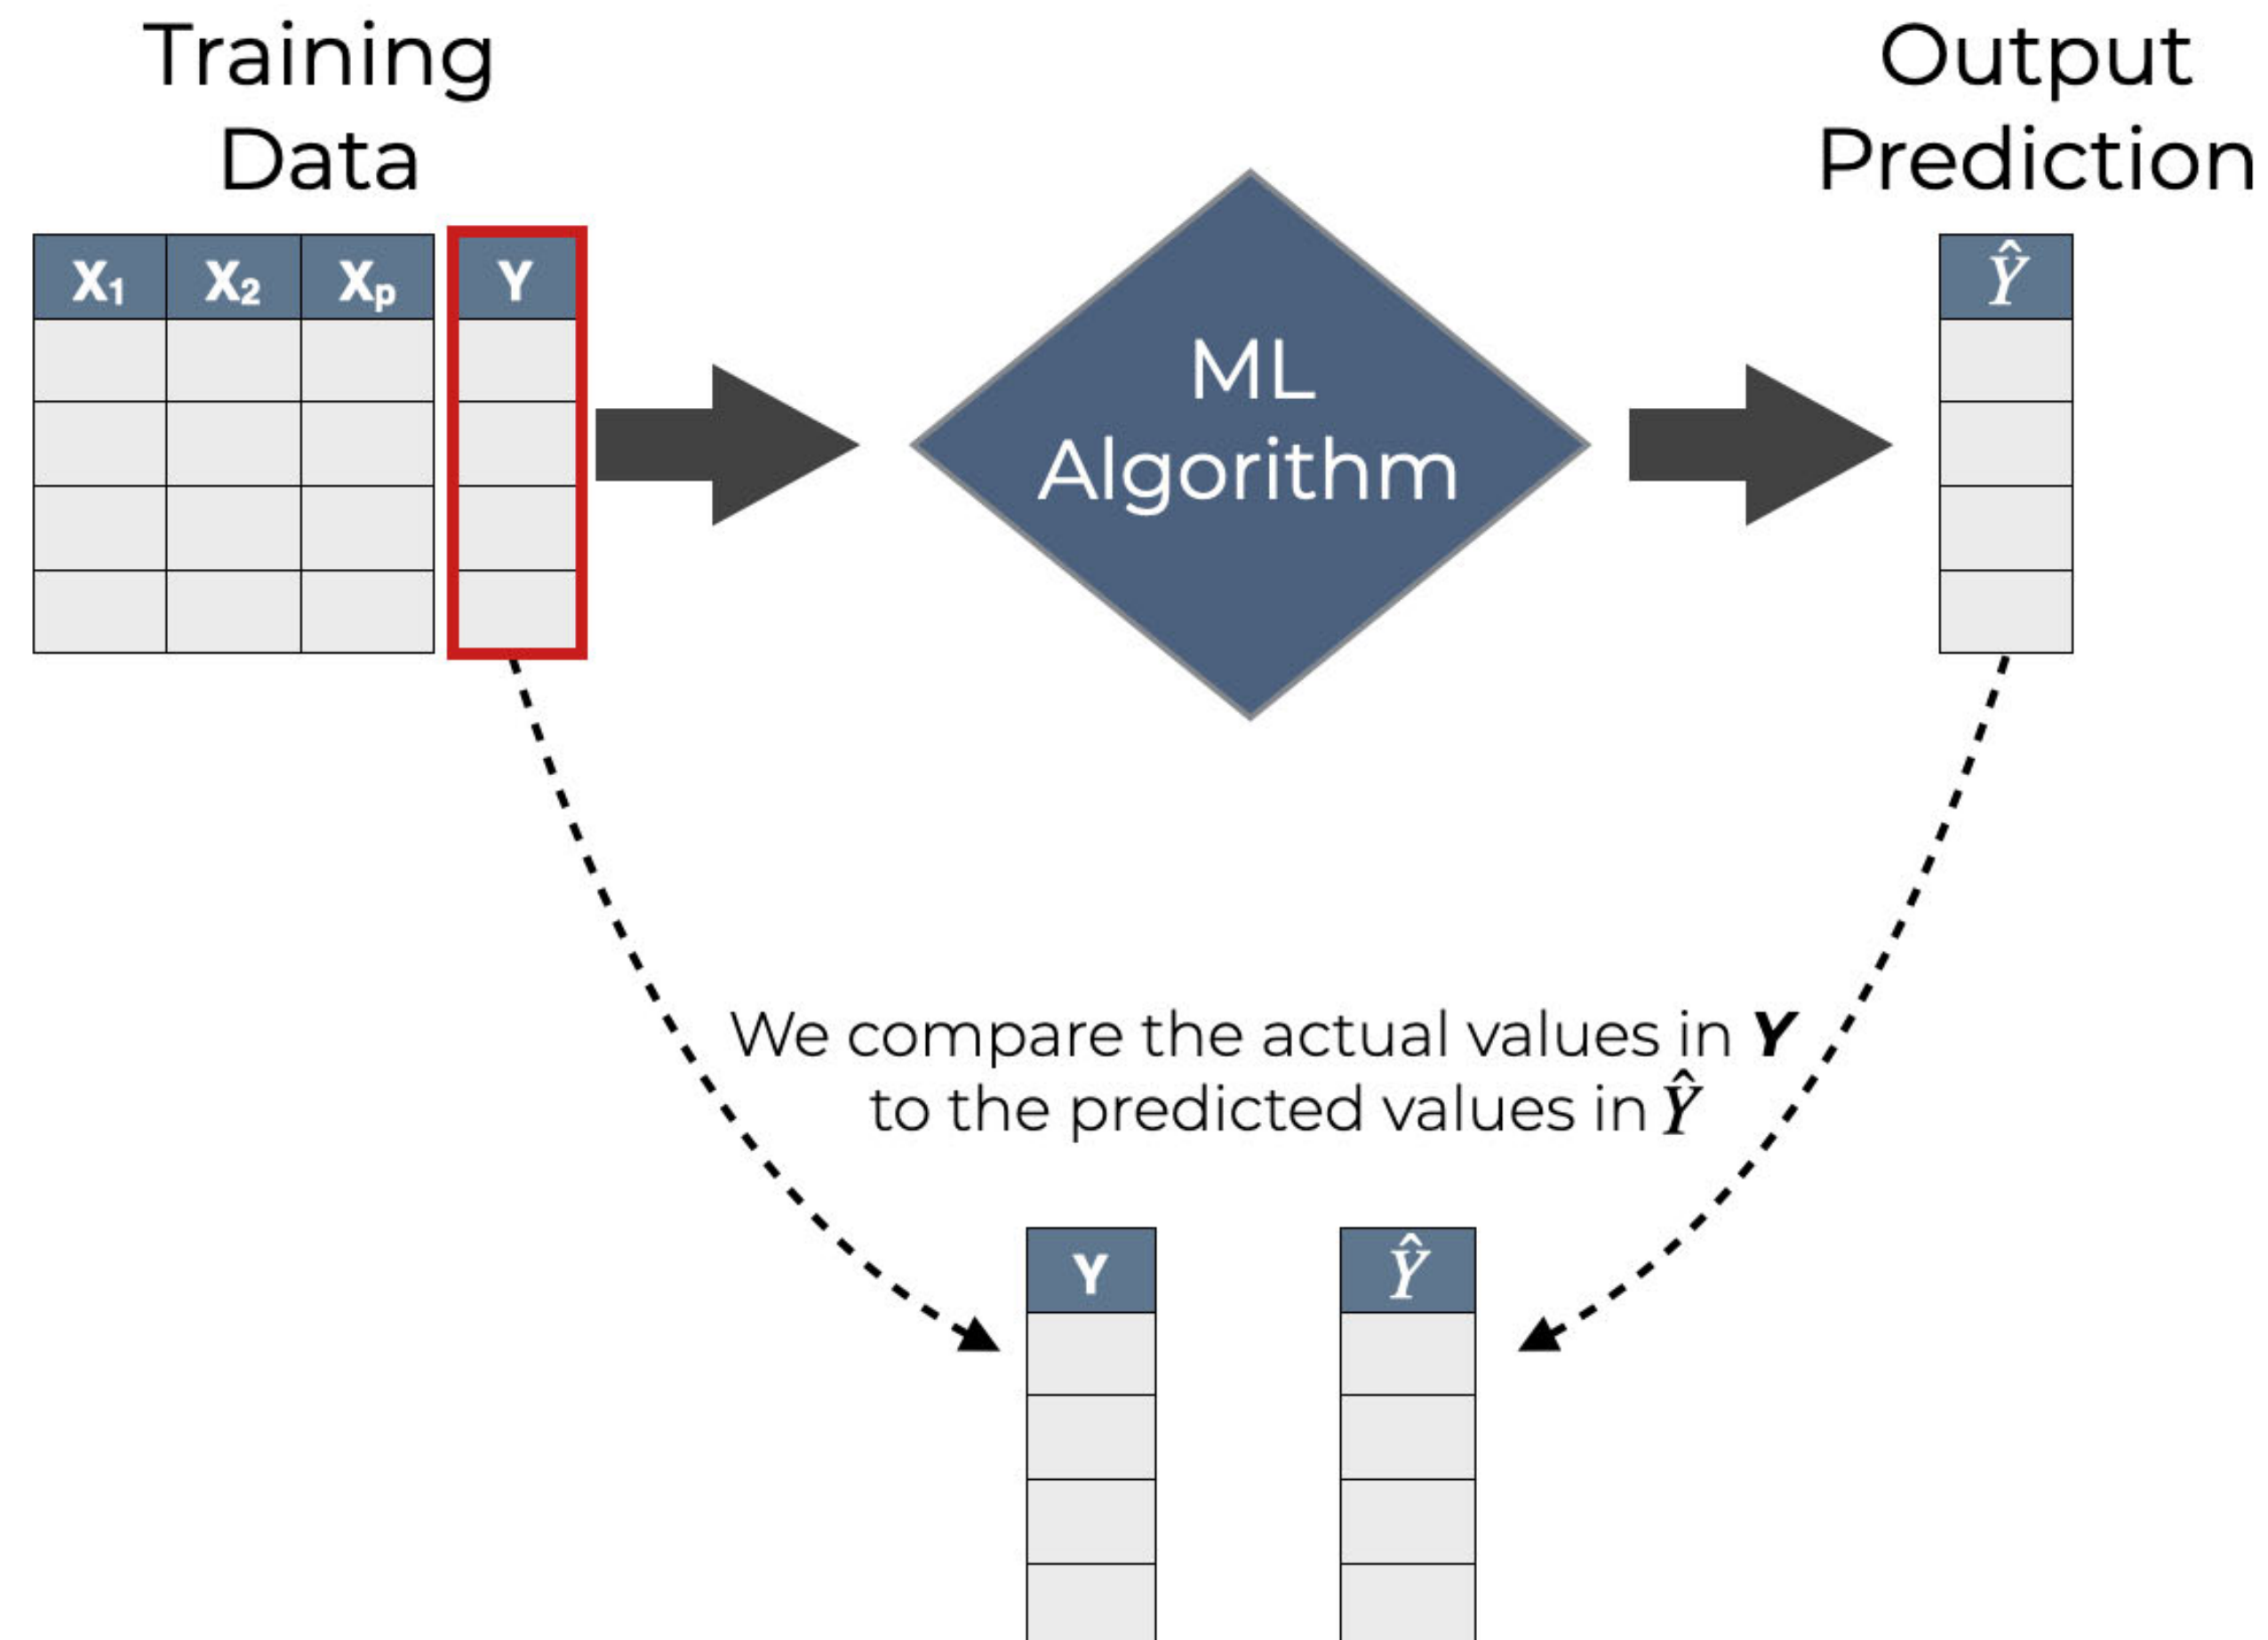 Training
Data
Output
Prediction
X₁ X₂ Xₚ Y
Ŷ
ML
Algorithm
We compare the actual values in Y
to the predicted values in Ŷ
Y
Ŷ